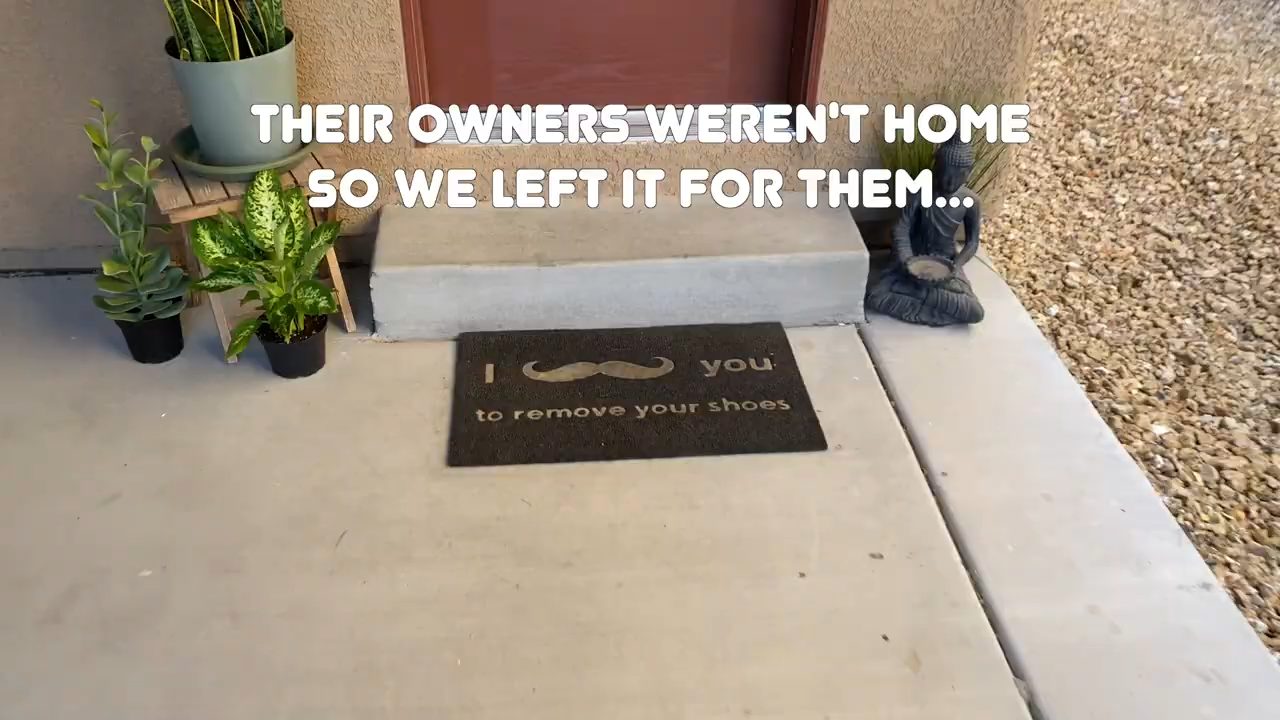 THEIR OWNERS WEREN'T HOME
SO WE LEFT IT FOR THEM...
I you
to remove your shoes